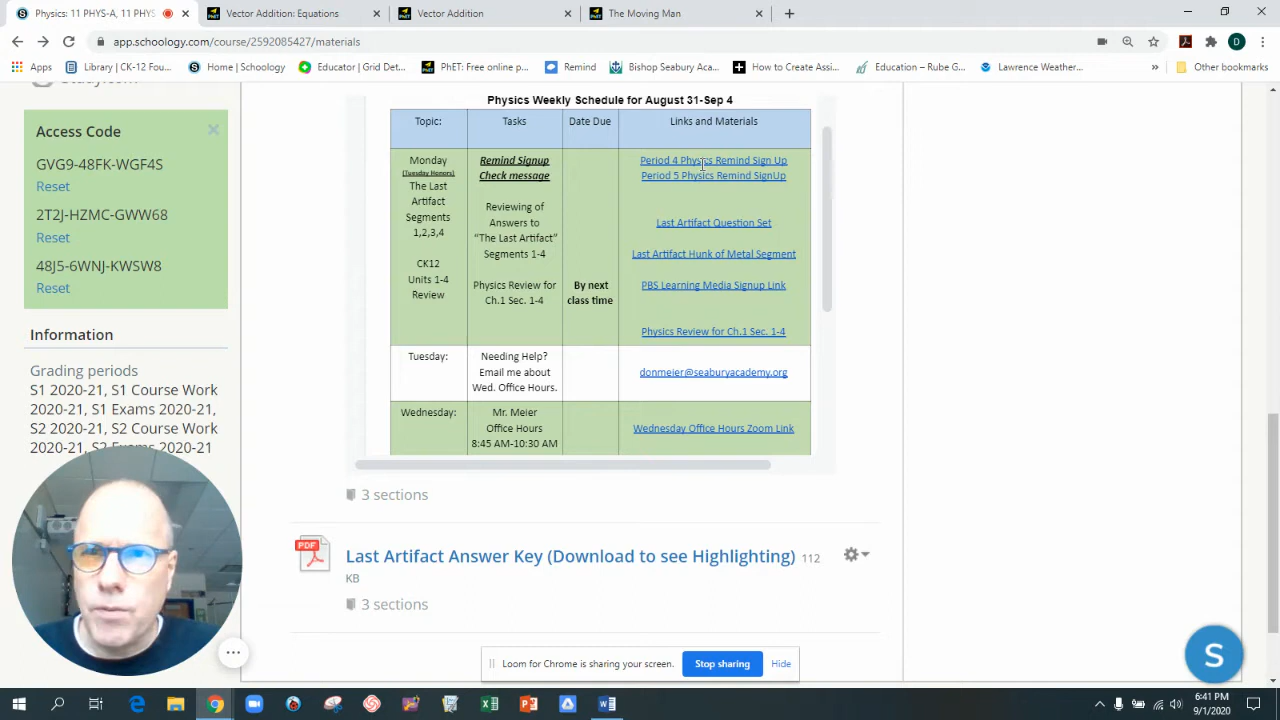 Physics: 11 PHYS-A, 11 PHYS
Vector Addition: Equations
Vector Addition
The Moving Man
app.schoology.com/course/2592085427/materials
D
Apps
Library | CK-12 Fou...
Home | Schoology
Educator | Grid Det...
PhET: Free online p...
Remind
Bishop Seabury Aca...
How to Create Assi...
Education – Rube G...
Lawrence Weather...
»
Other bookmarks
Study.com
Access Code
GVG9-48FK-WGF4S
Reset
2T2J-HZMC-GWW68
Reset
48J5-6WNJ-KWSW8
Reset
Information
Grading periods
S1 2020-21, S1 Course Work
2020-21, S1 Exams 2020-21,
S2 2020-21, S2 Course Work
2020-21, S2 Exams 2020-21
Physics Weekly Schedule for August 31-Sep 4
Topic:
Tasks
Date Due
Links and Materials
Monday
(Tuesday Honors)
The Last
Artifact
Segments
1,2,3,4
CK12
Units 1-4
Review
Remind Signup
Check message
Reviewing of
Answers to
“The Last Artifact”
Segments 1-4
Physics Review for
Ch.1 Sec. 1-4
By next
class time
Period 4 Physics Remind Sign Up
Period 5 Physics Remind SignUp
Last Artifact Question Set
Last Artifact Hunk of Metal Segment
PBS Learning Media Signup Link
Physics Review for Ch.1 Sec. 1-4
Tuesday:
Needing Help?
Email me about
Wed. Office Hours.
donmeier@seaburyacademy.org
Wednesday:
Mr. Meier
Office Hours
8:45 AM-10:30 AM
Wednesday Office Hours Zoom Link
3 sections
PDF
Last Artifact Answer Key (Download to see Highlighting) 112
KB
3 sections
Loom for Chrome is sharing your screen.
Stop sharing
Hide
S
6:41 PM
9/1/2020